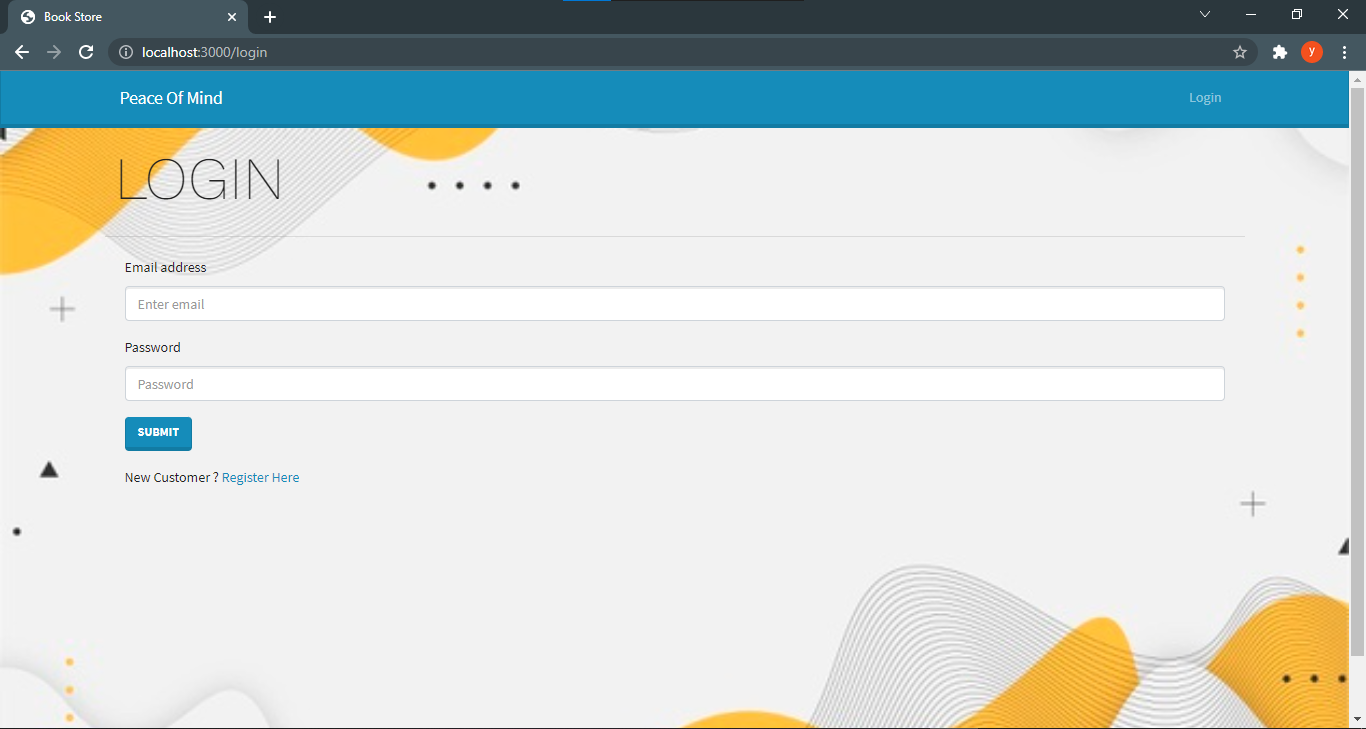 Book Store
localhost:3000/login
y
Peace Of Mind
Login
LOGIN
Email address
Enter email
Password
Password
SUBMIT
New Customer ? Register Here